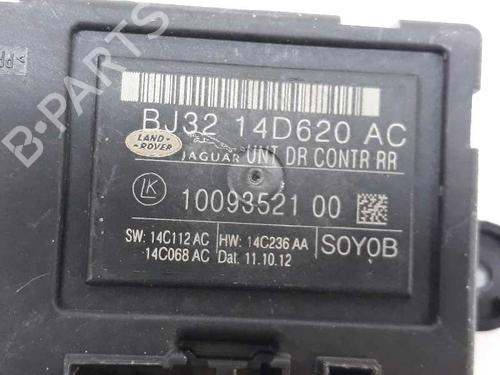 B-PARTS
BJ32 14D620 AC
LAND-ROVER JAGUAR UNT DR CONTR RR
LK 10093521 00
SW: 14C112 AC HW: 14C236 AA SOYOB
14C068 AC Dat. 11.10.12